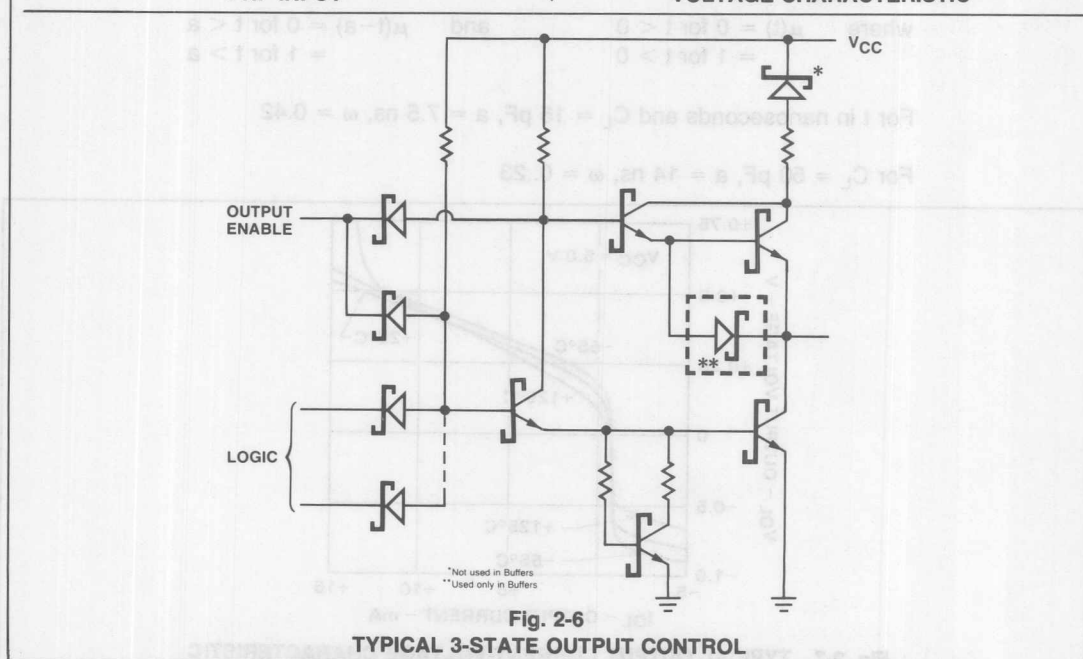 VOLTAGE CHARACTERISTIC
VCC
*
OUTPUT
ENABLE
**
LOGIC
*Not used in Buffers
**Used only in Buffers
Fig. 2-6
TYPICAL 3-STATE OUTPUT CONTROL